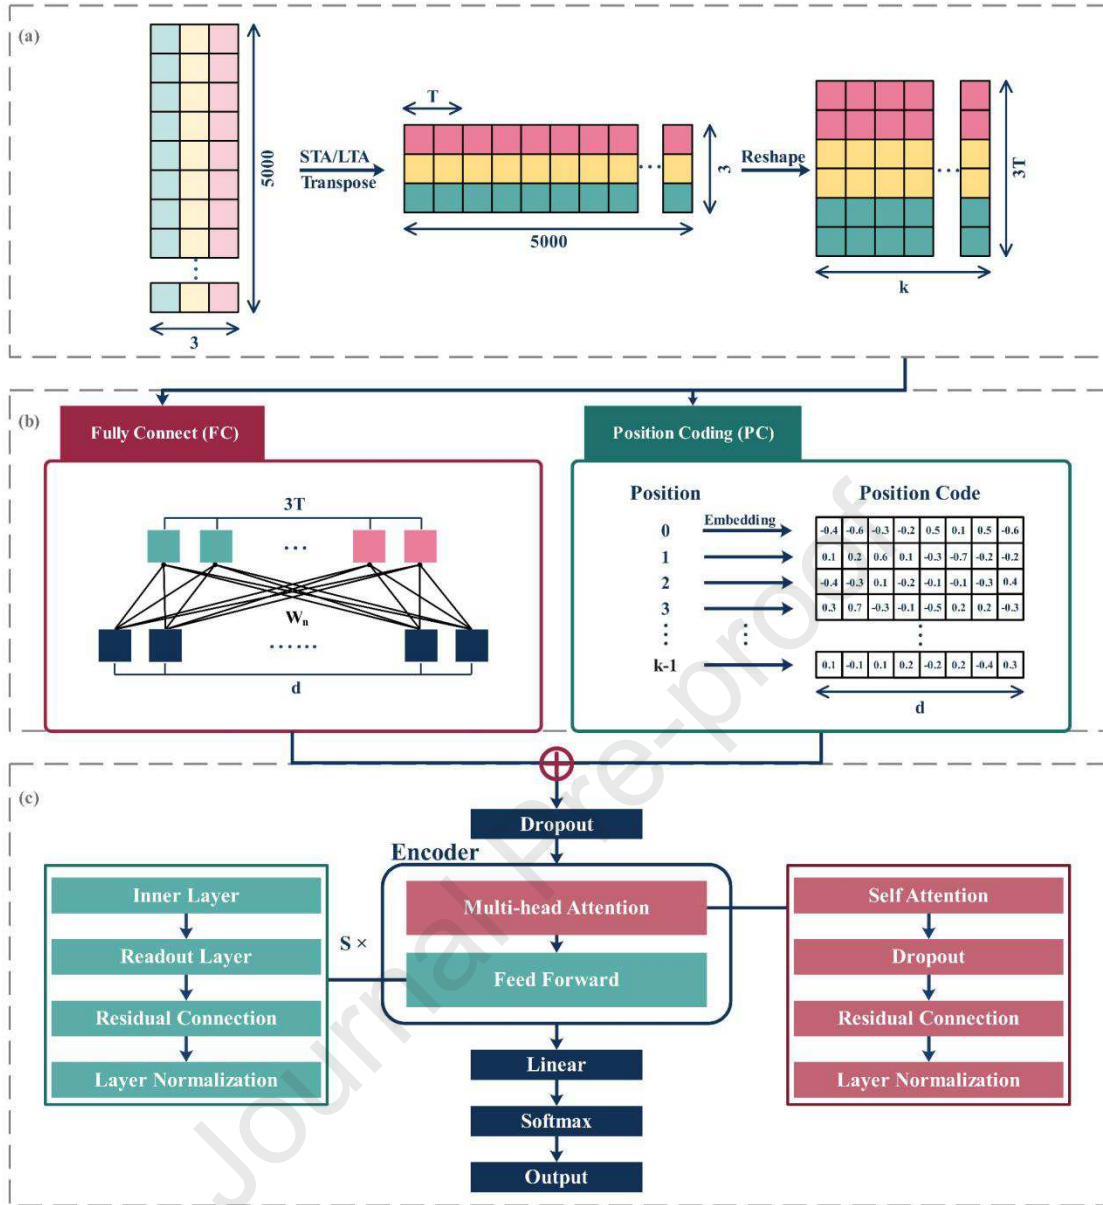 (a)
5000
3
STA/LTA
Transpose
T
3
5000
Reshape
3T
k
(b)
Fully Connect (FC)
3T
Wn
d
Position Coding (PC)
Position
Position Code
0 Embedding -0.4 -0.6 -0.3 -0.2 0.5 0.1 0.5 -0.6
1 0.1 0.2 0.6 0.1 -0.3 -0.7 -0.2 -0.2
2 -0.4 -0.3 0.1 -0.2 -0.1 -0.1 -0.3 0.4
3 0.3 0.7 -0.3 -0.1 -0.5 0.2 0.2 -0.3
k-1 0.1 -0.1 0.1 0.2 -0.2 0.2 -0.4 0.3
d
(c)
Dropout
Encoder
Multi-head Attention
Feed Forward
S ×
Inner Layer
Readout Layer
Residual Connection
Layer Normalization
Self Attention
Dropout
Residual Connection
Layer Normalization
Linear
Softmax
Output
Journal Pre-proof